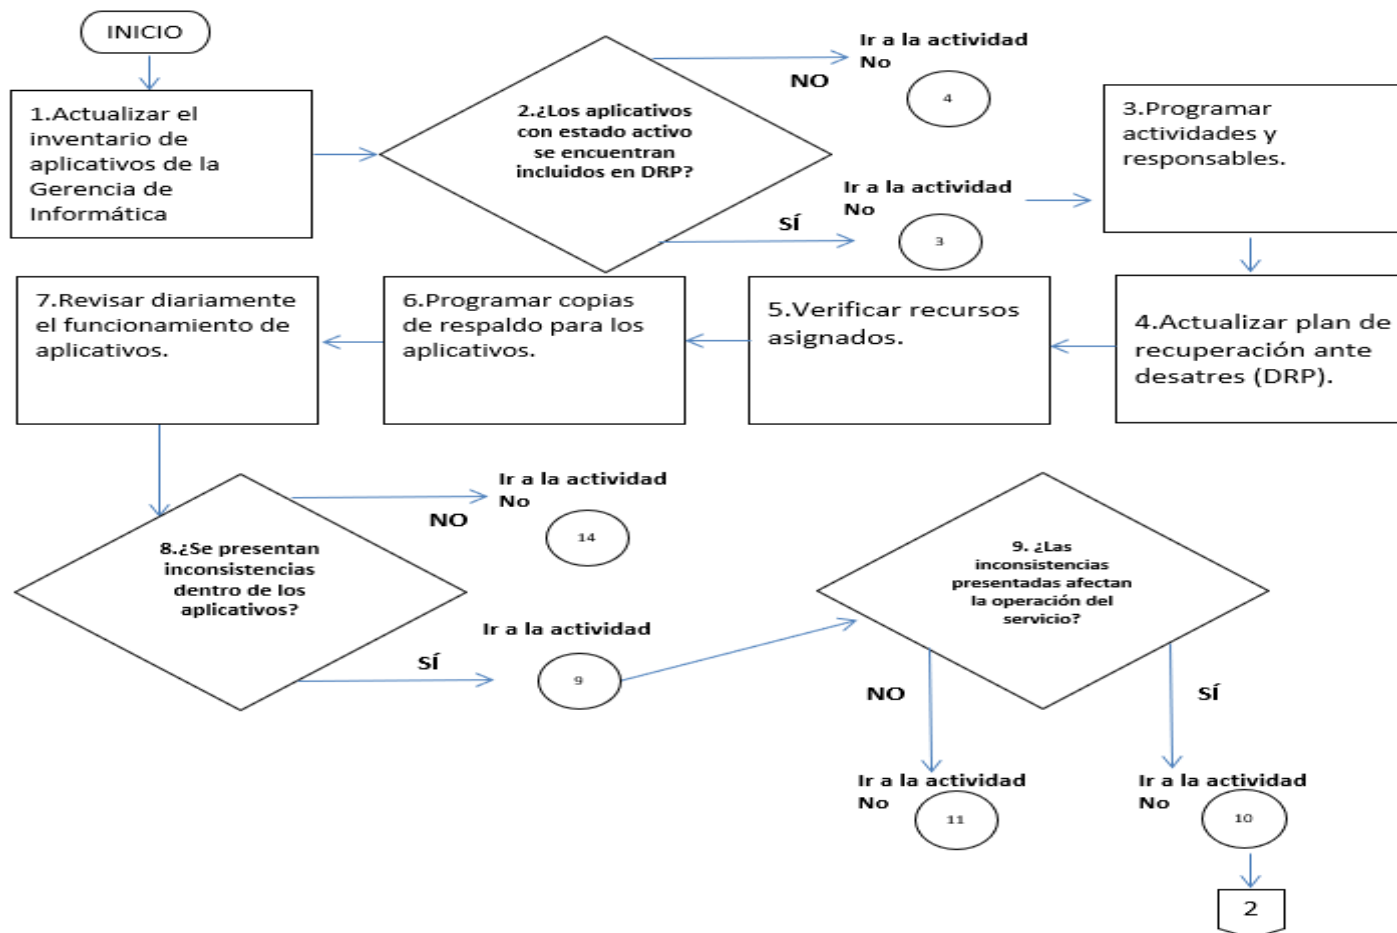 INICIO
1.Actualizar el
inventario de
aplicativos de la
Gerencia de
Informática
2.¿Los aplicativos
con estado activo
se encuentran
incluidos en DRP?
NO
Ir a la actividad
No
4
SÍ
Ir a la actividad
No
3
3.Programar
actividades y
responsables.
4.Actualizar plan de
recuperación ante
desatres (DRP).
5.Verificar recursos
asignados.
6.Programar copias
de respaldo para los
aplicativos.
7.Revisar diariamente
el funcionamiento de
aplicativos.
8.¿Se presentan
inconsistencias
dentro de los
aplicativos?
NO
Ir a la actividad
No
14
SÍ
Ir a la actividad
9
9. ¿Las
inconsistencias
presentadas afectan
la operación del
servicio?
NO
Ir a la actividad
No
11
SÍ
Ir a la actividad
No
10
2